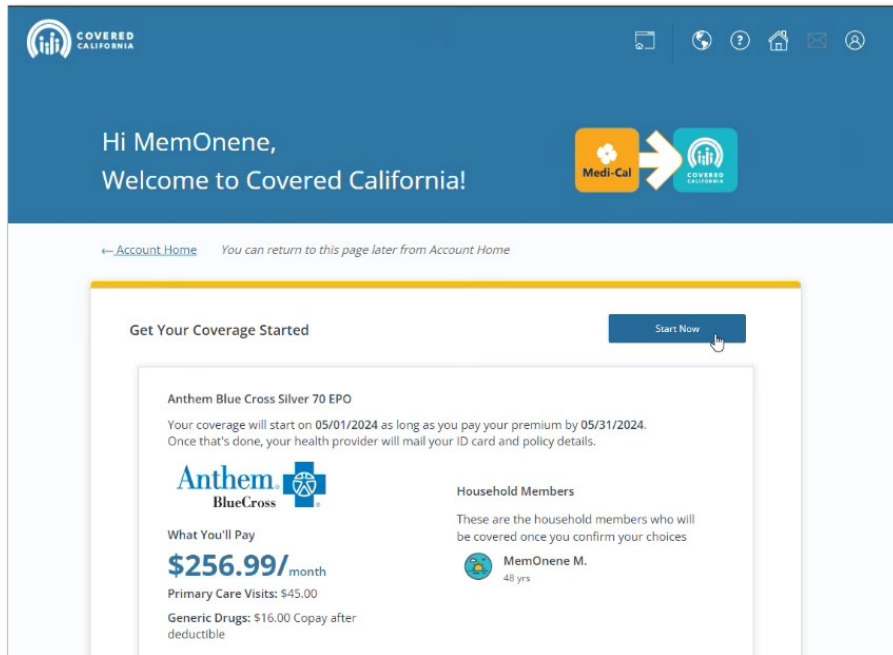 COVERED
CALIFORNIA
?
Hi MemOnene,
Welcome to Covered California!
Medi-Cal
COVERED
CALIFORNIA
← Account Home You can return to this page later from Account Home
Get Your Coverage Started
Start Now
Anthem Blue Cross Silver 70 EPO
Your coverage will start on 05/01/2024 as long as you pay your premium by 05/31/2024.
Once that's done, your health provider will mail your ID card and policy details.
Anthem®
BlueCross ®
Household Members
These are the household members who will
be covered once you confirm your choices
MemOnene M.
48 yrs
What You'll Pay
$256.99/month
Primary Care Visits: $45.00
Generic Drugs: $16.00 Copay after
deductible